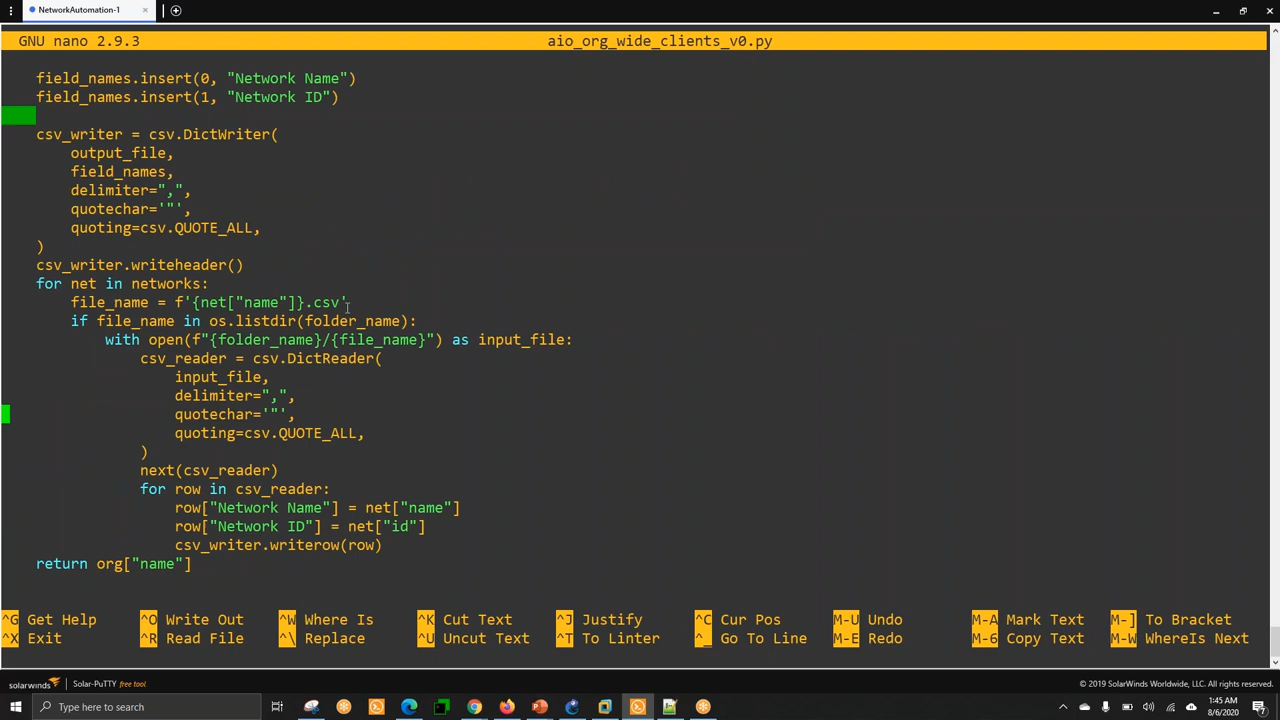 NetworkAutomation-1
GNU nano 2.9.3 aio_org_wide_clients_v0.py
field_names.insert(0, "Network Name")
field_names.insert(1, "Network ID")
csv_writer = csv.DictWriter(
output_file,
field_names,
delimiter=",",
quotechar='"',
quoting=csv.QUOTE_ALL,
)
csv_writer.writeheader()
for net in networks:
file_name = f'{net["name"]}.csv'
if file_name in os.listdir(folder_name):
with open(f"{folder_name}/{file_name}") as input_file:
csv_reader = csv.DictReader(
input_file,
delimiter=",",
quotechar='"',
quoting=csv.QUOTE_ALL,
)
next(csv_reader)
for row in csv_reader:
row["Network Name"] = net["name"]
row["Network ID"] = net["id"]
csv_writer.writerow(row)
return org["name"]
^G Get Help ^O Write Out ^W Where Is ^K Cut Text ^J Justify ^C Cur Pos M-U Undo M-A Mark Text M-] To Bracket
^X Exit ^R Read File ^\ Replace ^U Uncut Text ^T To Linter ^_ Go To Line M-E Redo M-6 Copy Text M-W WhereIs Next
solarwinds Solar-PuTTY free tool © 2019 SolarWinds Worldwide, LLC. All rights reserved.
Type here to search
1:45 AM
8/6/2020